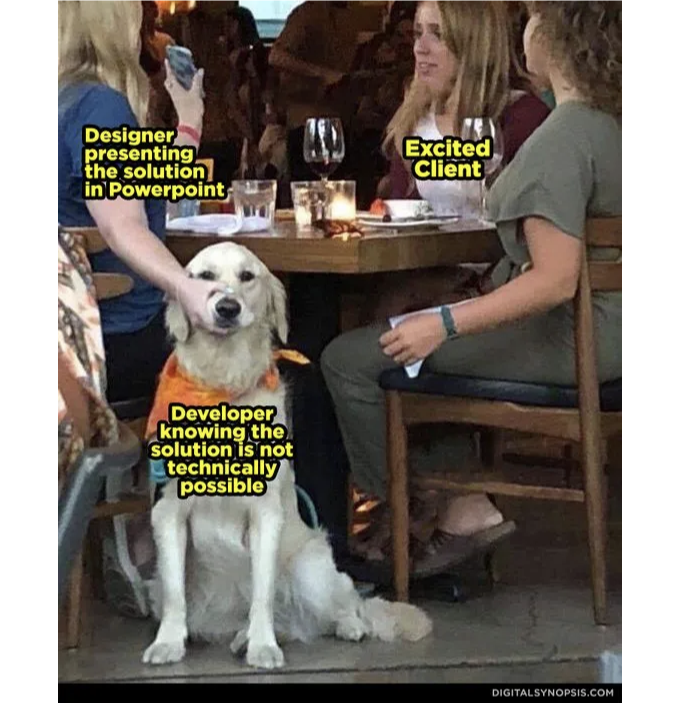 Designer
presenting
the solution
in Powerpoint
Excited
Client
Developer
knowing the
solution is not
technically
possible
DIGITALSYNOPSIS.COM